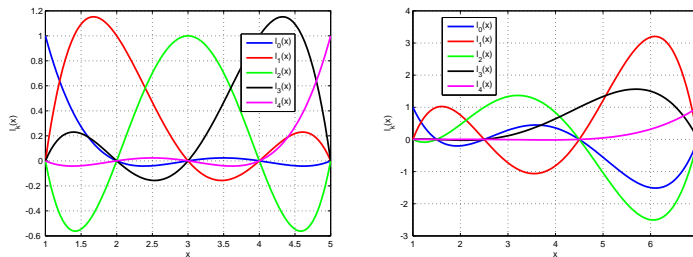 1.2
1
0.8
0.6
0.4
0.2
0
-0.2
-0.4
-0.6
1
1.5
2
2.5
3
3.5
4
4.5
5
x
l_k(x)
l_0(x)
l_1(x)
l_2(x)
l_3(x)
l_4(x)
4
3
2
1
0
-1
-2
-3
1
2
3
4
5
6
x
l_k(x)
l_0(x)
l_1(x)
l_2(x)
l_3(x)
l_4(x)